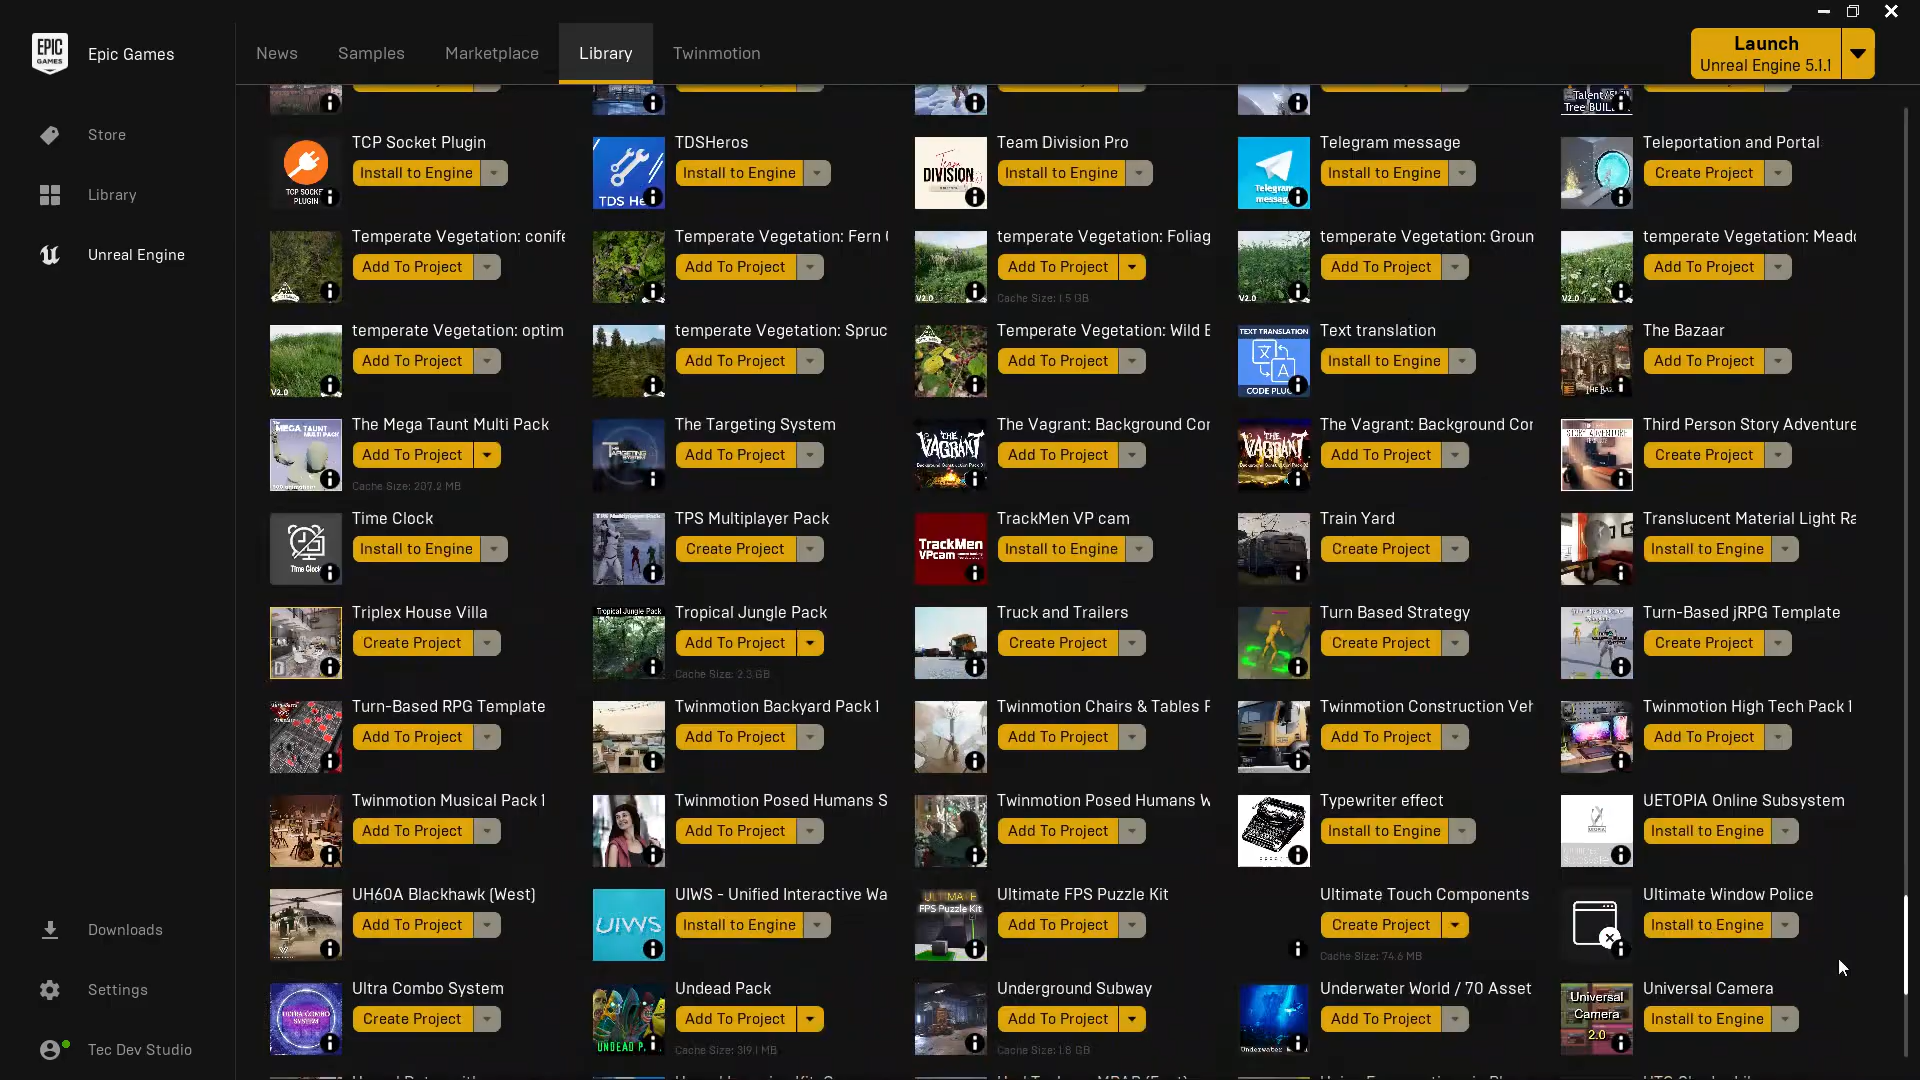 EPIC GAMES
Epic Games
News
Samples
Marketplace
Library
Twinmotion
Launch
Unreal Engine 5.1.1
Store
Library
Unreal Engine
Downloads
Settings
Tec Dev Studio
TCP Socket Plugin
Install to Engine
TDSHeros
Install to Engine
Team Division Pro
Install to Engine
Telegram message
Install to Engine
Teleportation and Portal
Create Project
Temperate Vegetation: conife
Add To Project
Temperate Vegetation: Fern
Add To Project
temperate Vegetation: Foliag
Add To Project
Cache Size: 1.5 GB
temperate Vegetation: Groun
Add To Project
temperate Vegetation: Meado
Add To Project
temperate Vegetation: optim
Add To Project
temperate Vegetation: Spruc
Add To Project
Temperate Vegetation: Wild
Add To Project
Text translation
Install to Engine
The Bazaar
Add To Project
The Mega Taunt Multi Pack
Add To Project
Cache Size: 207.2 MB
The Targeting System
Add To Project
The Vagrant: Background Cor
Add To Project
The Vagrant: Background Cor
Add To Project
Third Person Story Adventure
Create Project
Time Clock
Install to Engine
TPS Multiplayer Pack
Create Project
TrackMen VP cam
Install to Engine
Train Yard
Create Project
Translucent Material Light Ra
Install to Engine
Triplex House Villa
Create Project
Tropical Jungle Pack
Add To Project
Cache Size: 2.3 GB
Truck and Trailers
Create Project
Turn Based Strategy
Create Project
Turn-Based jRPG Template
Create Project
Turn-Based RPG Template
Add To Project
Twinmotion Backyard Pack 1
Add To Project
Twinmotion Chairs & Tables P
Add To Project
Twinmotion Construction Veh
Add To Project
Twinmotion High Tech Pack 1
Add To Project
Twinmotion Musical Pack 1
Add To Project
Twinmotion Posed Humans S
Add To Project
Twinmotion Posed Humans W
Add To Project
Typewriter effect
Install to Engine
UETOPIA Online Subsystem
Install to Engine
UH60A Blackhawk (West)
Add To Project
UIWS - Unified Interactive Wa
Install to Engine
Ultimate FPS Puzzle Kit
Add To Project
Ultimate Touch Components
Create Project
Cache Size: 74.6 MB
Ultimate Window Police
Install to Engine
Ultra Combo System
Create Project
Undead Pack
Add To Project
Cache Size: 319.1 MB
Underground Subway
Add To Project
Cache Size: 1.8 GB
Underwater World / 70 Asset
Add To Project
Universal Camera
Install to Engine